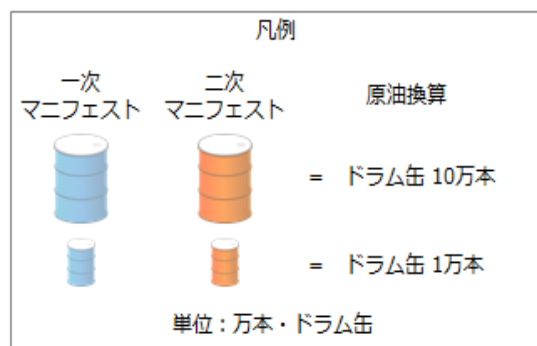 凡例
一次
マニフェスト
二次
マニフェスト
原油換算
= ドラム缶 10万本
= ドラム缶 1万本
単位:万本・ドラム缶